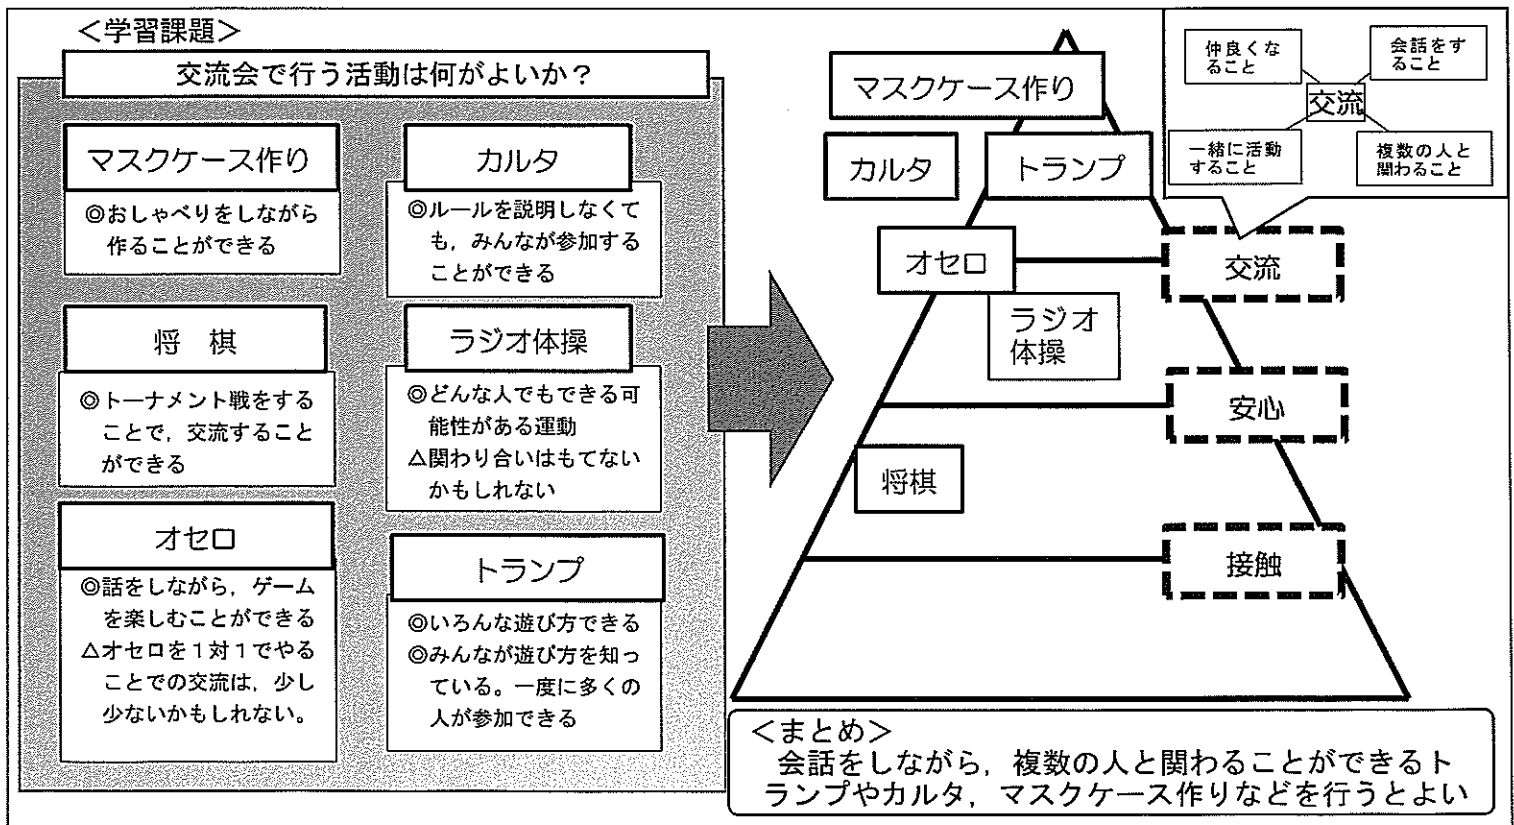 ＜学習課題＞
交流会で行う活動は何がよいか？
マスクケース作り
◎おしゃべりをしながら
作ることができる
カルタ
◎ルールを説明しなくて
も，みんなが参加する
ことができる
将　棋
◎トーナメント戦をする
ことで，交流すること
ができる
ラジオ体操
◎どんな人でもできる可
能性がある運動
△関わり合いはもてない
かもしれない
オセロ
◎話をしながら，ゲーム
を楽しむことができる
△オセロを１対１でやる
ことでの交流は，少し
少ないかもしれない。
トランプ
◎いろんな遊び方できる
◎みんなが遊び方を知っ
ている。一度に多くの
人が参加できる
マスクケース作り
カルタ
トランプ
オセロ
ラジオ
体操
将棋
仲良くな
ること
会話をす
ること
交流
一緒に活動
すること
複数の人と
関わること
交流
安心
接触
＜まとめ＞
会話をしながら，複数の人と関わることができるト
ランプやカルタ，マスクケース作りなどを行うとよい